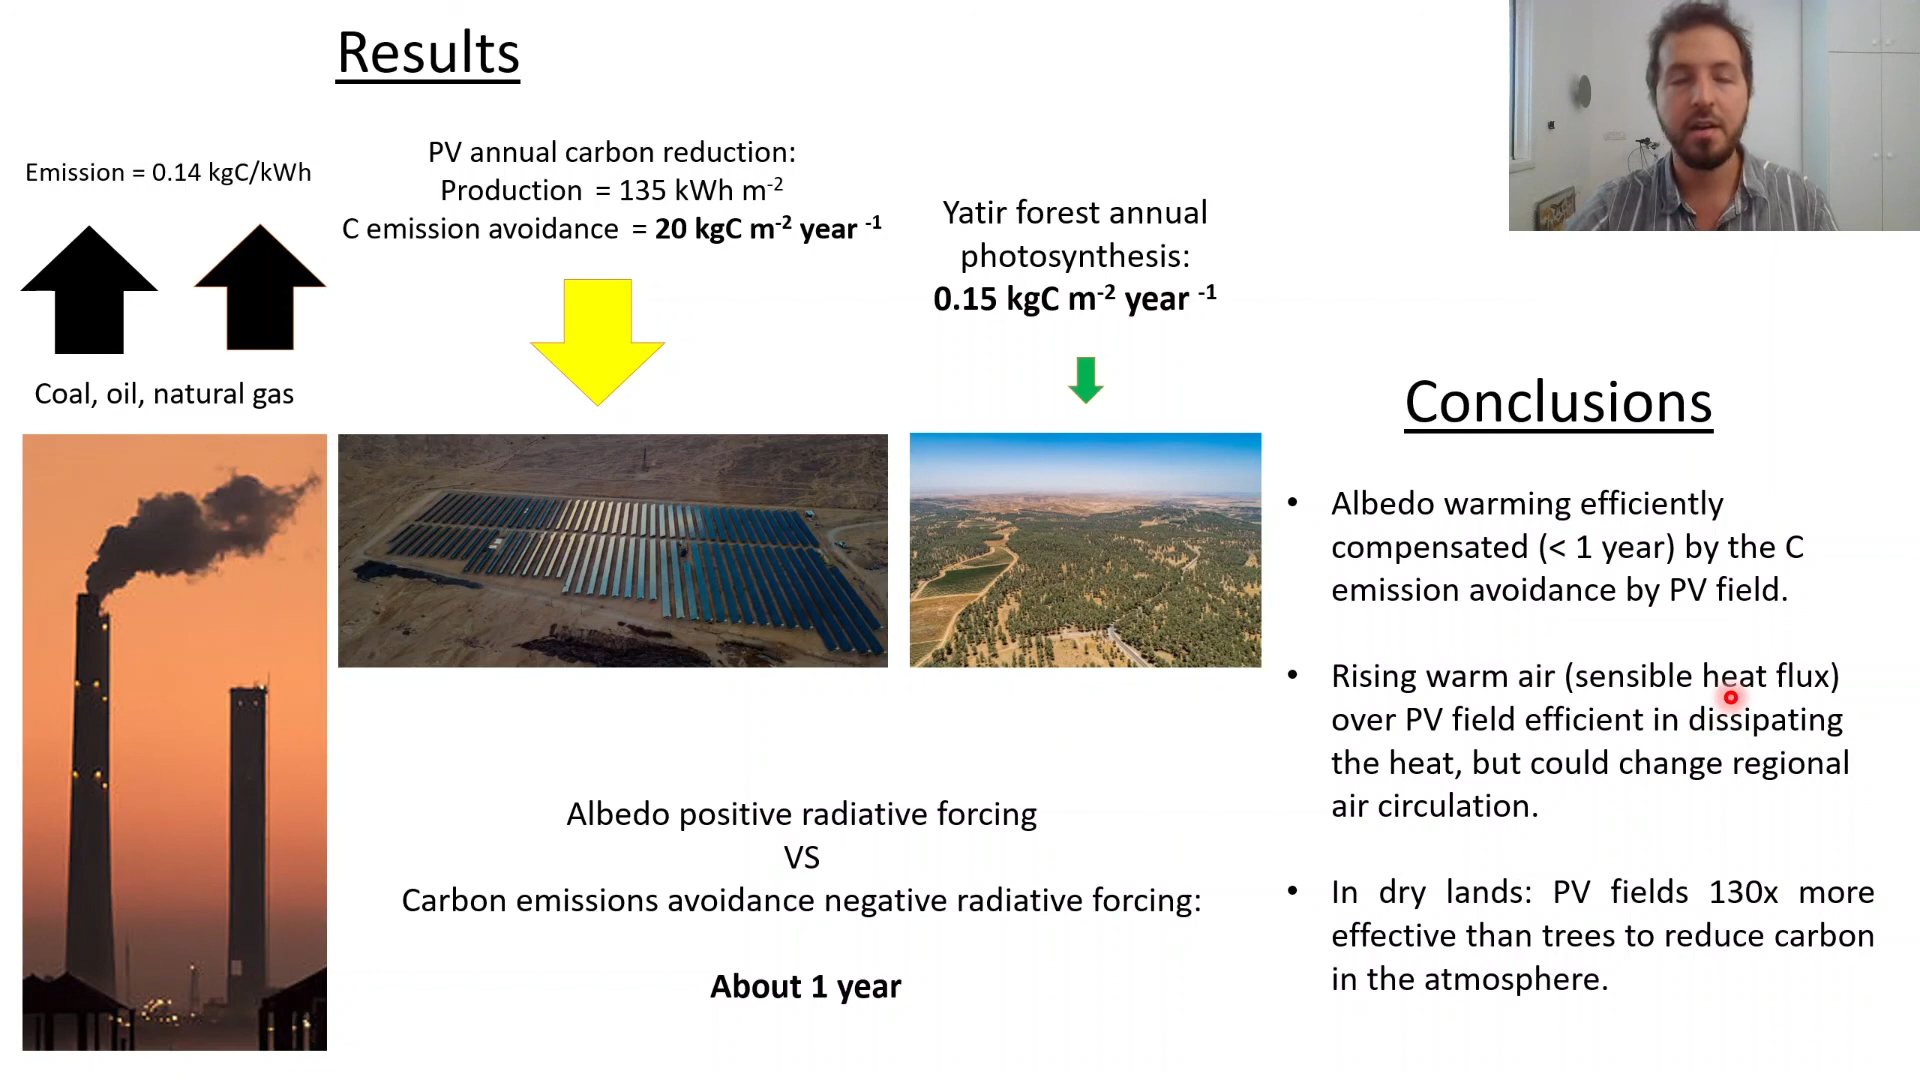 Results
Emission = 0.14 kgC/kWh
Coal, oil, natural gas
PV annual carbon reduction:
Production = 135 kWh m-2
C emission avoidance = 20 kgC m-2 year -1
Yatir forest annual
photosynthesis:
0.15 kgC m-2 year -1
Albedo positive radiative forcing
VS
Carbon emissions avoidance negative radiative forcing:
About 1 year
Conclusions
• Albedo warming efficiently
compensated (< 1 year) by the C
emission avoidance by PV field.
• Rising warm air (sensible heat flux)
over PV field efficient in dissipating
the heat, but could change regional
air circulation.
• In dry lands: PV fields 130x more
effective than trees to reduce carbon
in the atmosphere.